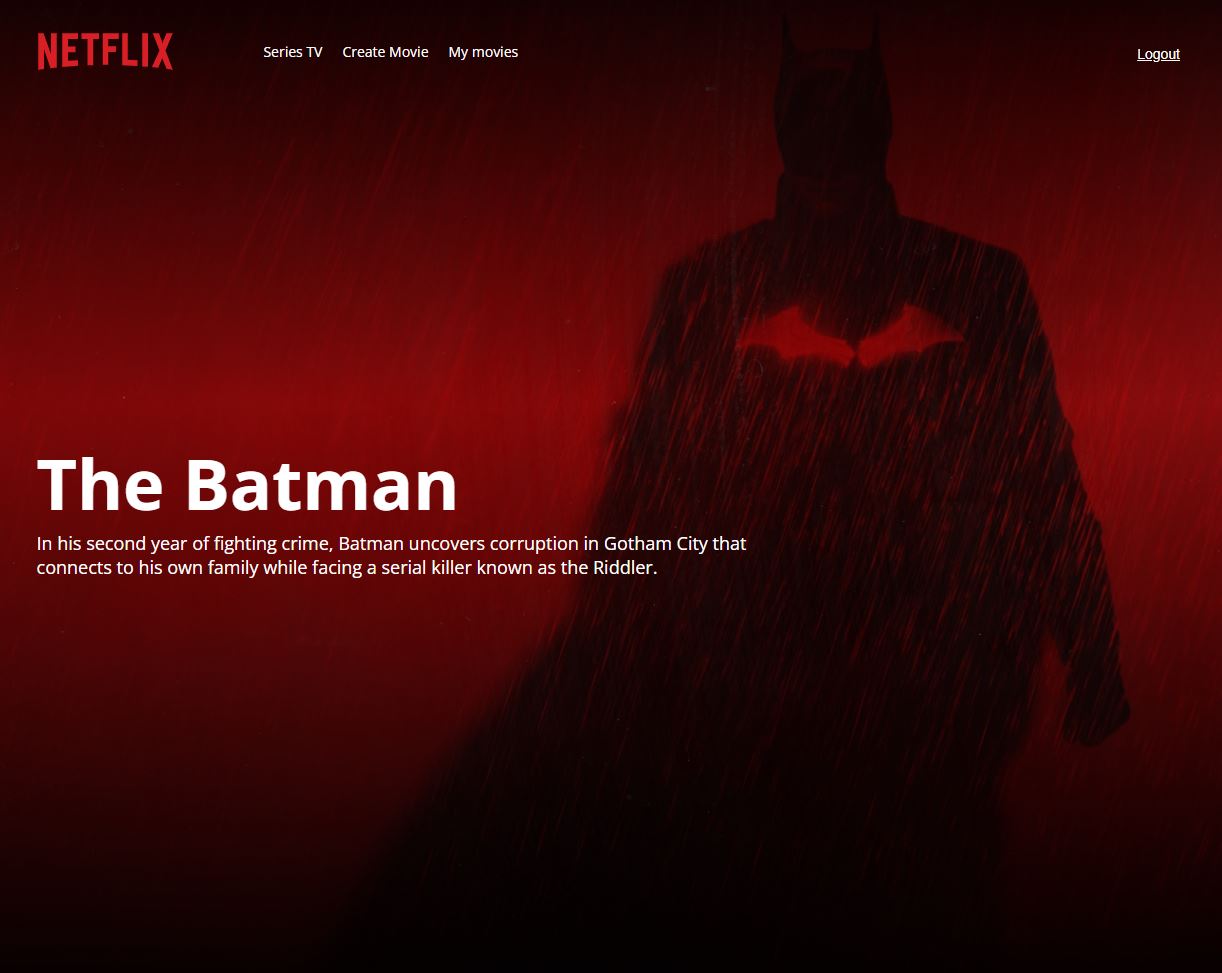 NETFLIX
Series TV
Create Movie
My movies
Logout
The Batman
In his second year of fighting crime, Batman uncovers corruption in Gotham City that
connects to his own family while facing a serial killer known as the Riddler.